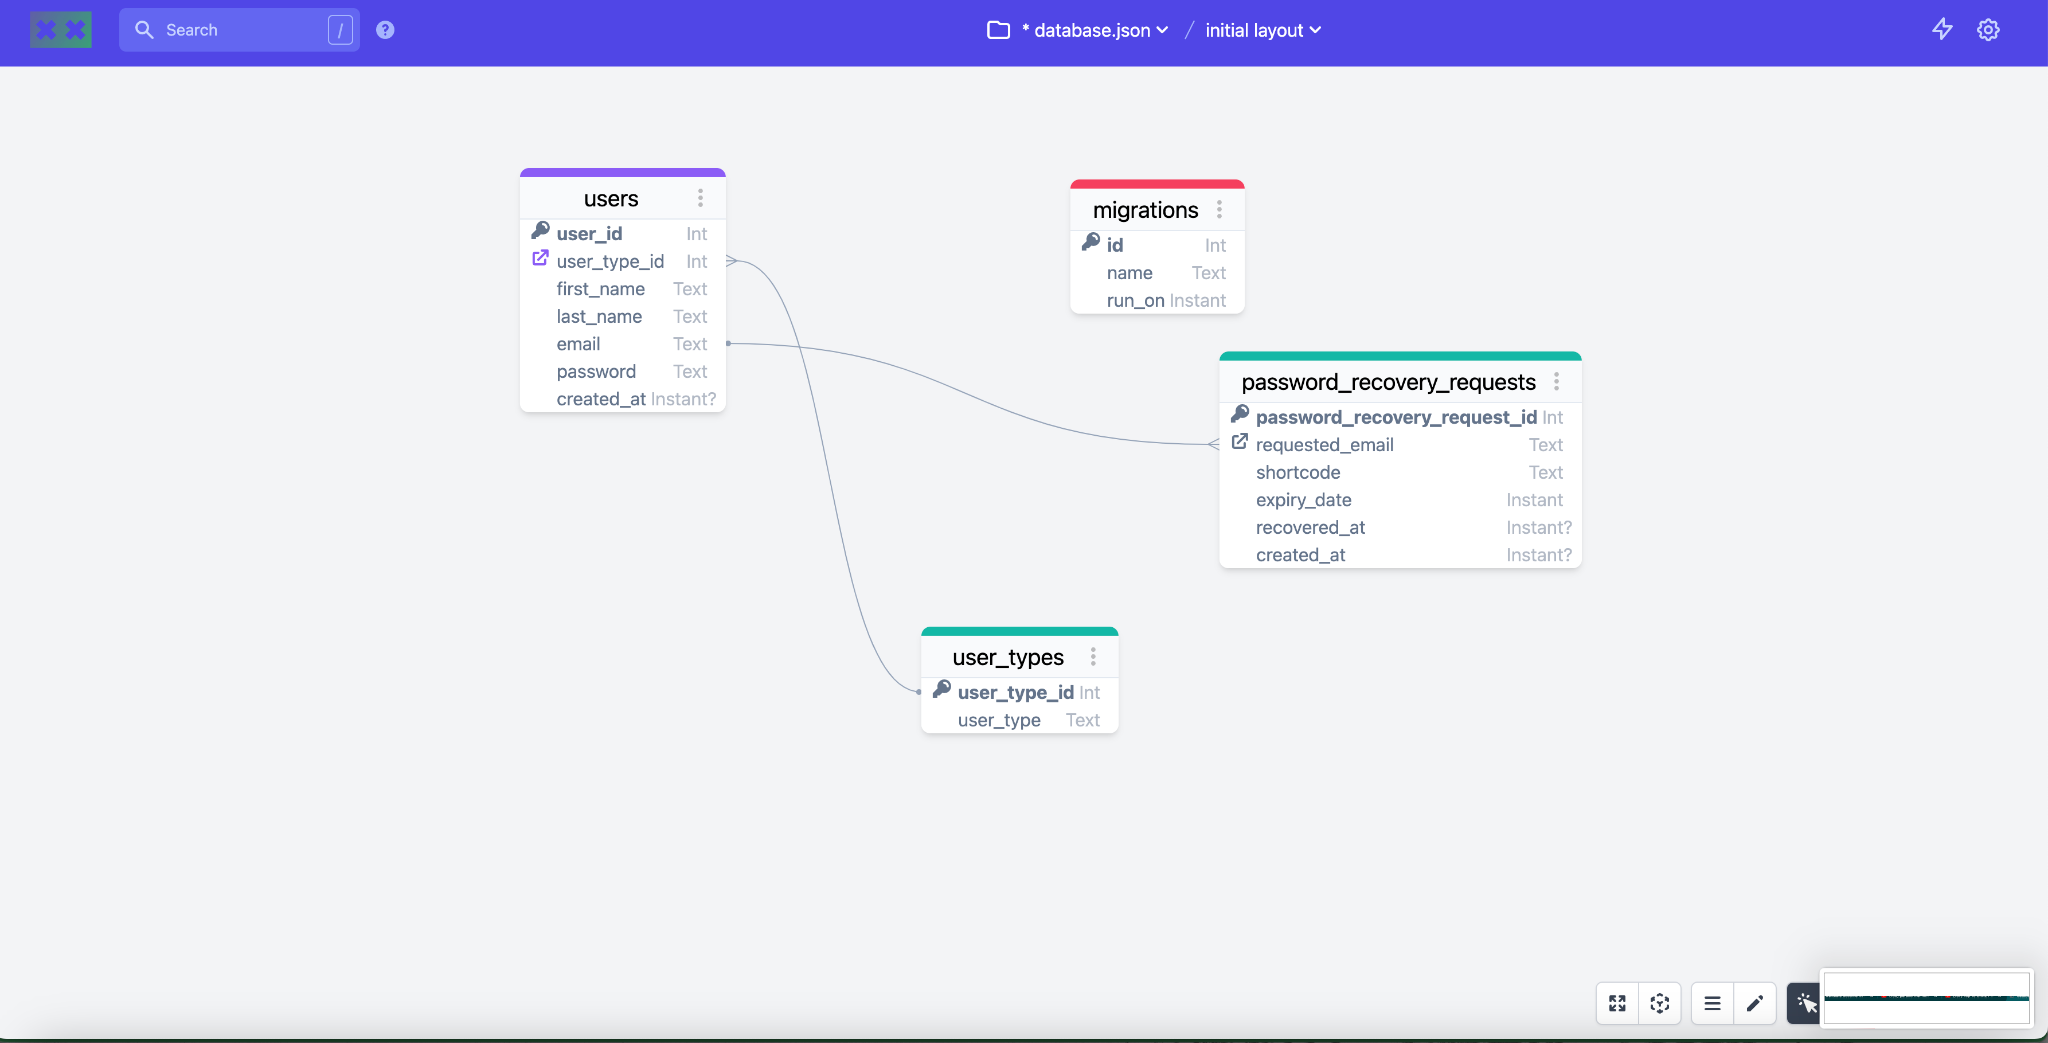 Search /
* database.json / initial layout
users
user_id Int
user_type_id Int
first_name Text
last_name Text
email Text
password Text
created_at Instant?
migrations
id Int
name Text
run_on Instant
password_recovery_requests
password_recovery_request_id Int
requested_email Text
shortcode Text
expiry_date Instant
recovered_at Instant?
created_at Instant?
user_types
user_type_id Int
user_type Text